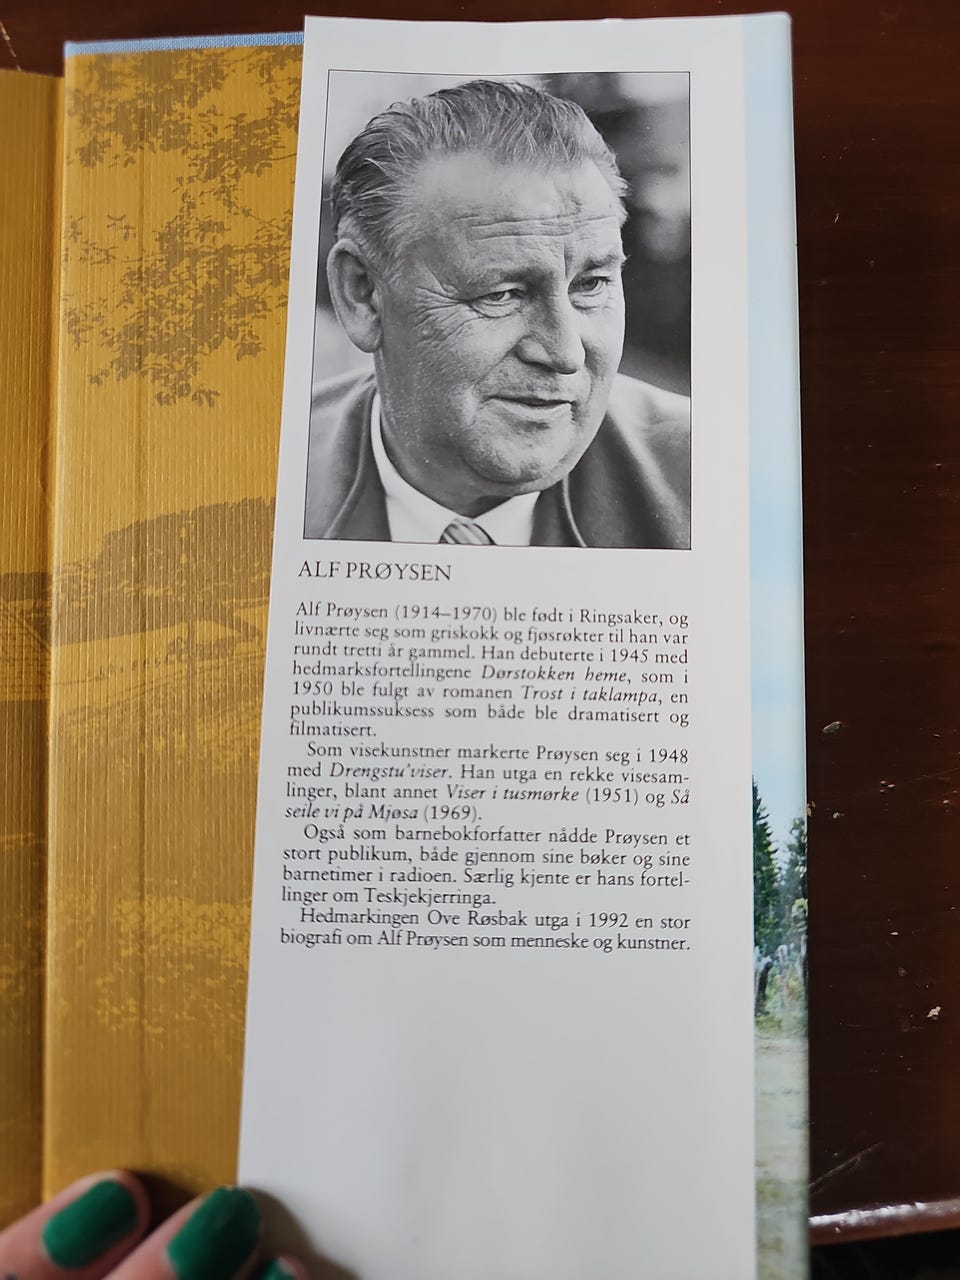 ALF PRØYSEN
Alf Prøysen (1914–1970) ble født i Ringsaker, og
livnærte seg som griskokk og fjøsrøkter til han var
rundt tretti år gammel. Han debuterte i 1945 med
hedmarksfortellingene Dørstokken heme, som i
1950 ble fulgt av romanen Trost i taklampa, en
publikumssuksess som både ble dramatisert og
filmatisert.
Som visekunstner markerte Prøysen seg i 1948
med Drengstu'viser. Han utga en rekke visesam-
linger, blant annet Viser i tusmørke (1951) og Så
seile vi på Mjøsa (1969).
Også som barnebokforfatter nådde Prøysen et
stort publikum, både gjennom sine bøker og sine
barnetimer i radioen. Særlig kjente er hans fortel-
linger om Teskjekjerringa.
Hedmarkingen Ove Røsbak utga i 1992 en stor
biografi om Alf Prøysen som menneske og kunstner.